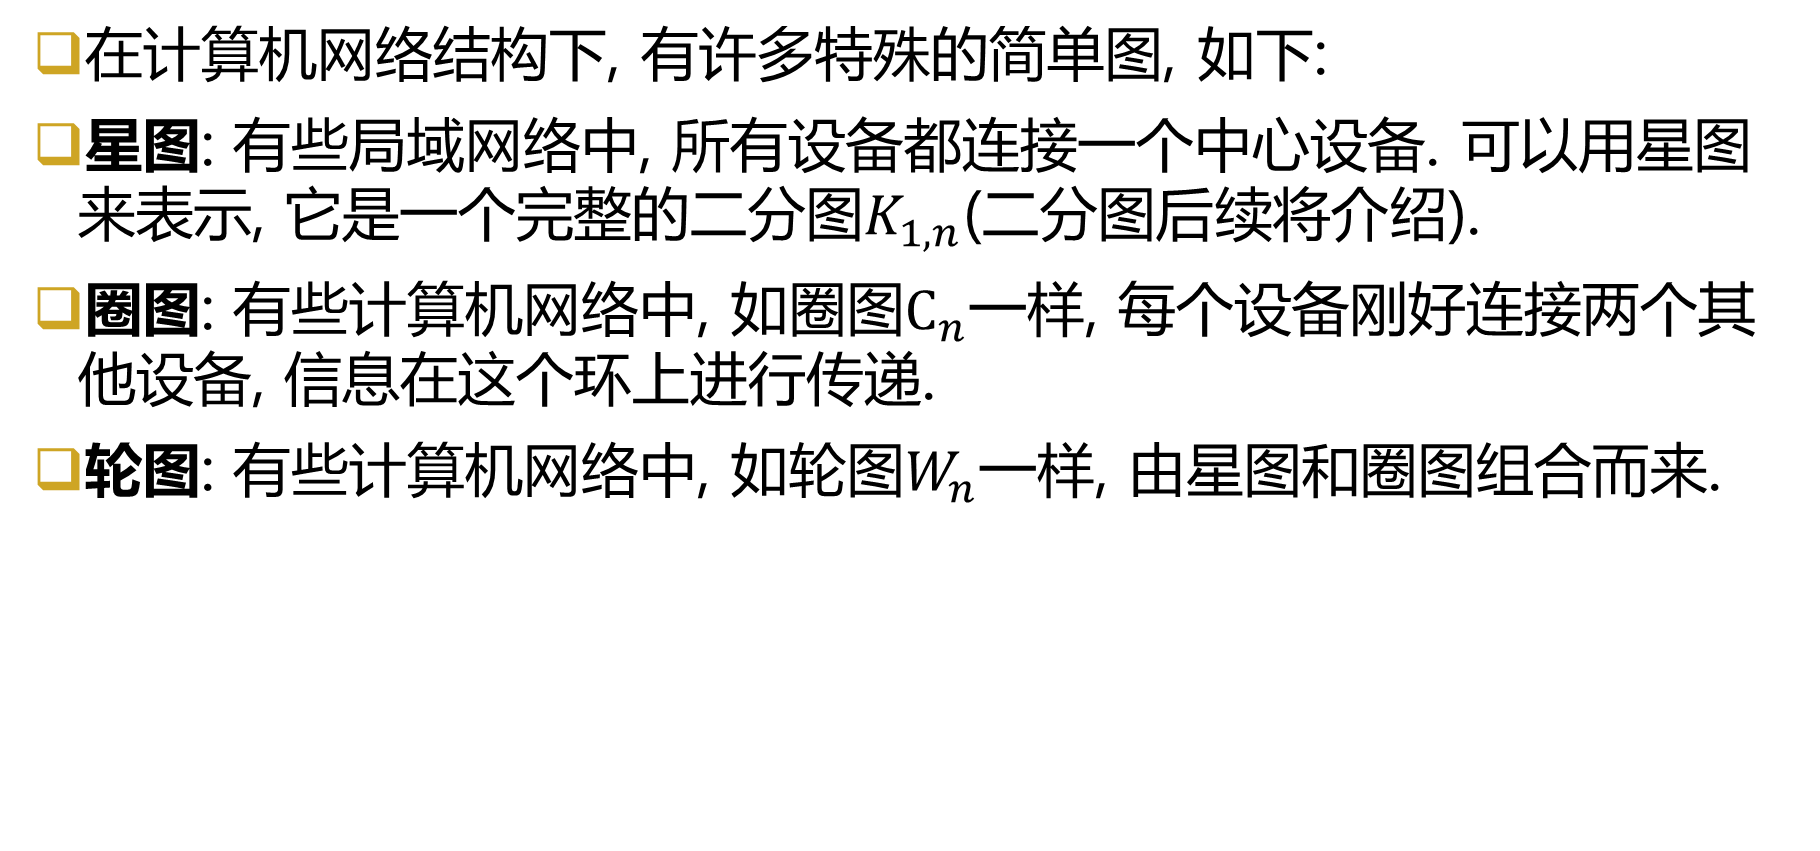 ❑在计算机网络结构下, 有许多特殊的简单图, 如下:
❑星图: 有些局域网络中, 所有设备都连接一个中心设备. 可以用星图
来表示, 它是一个完整的二分图K₁,ₙ(二分图后续将介绍).
❑圈图: 有些计算机网络中, 如圈图Cₙ一样, 每个设备刚好连接两个其
他设备, 信息在这个环上进行传递.
❑轮图: 有些计算机网络中, 如轮图Wₙ一样, 由星图和圈图组合而来.